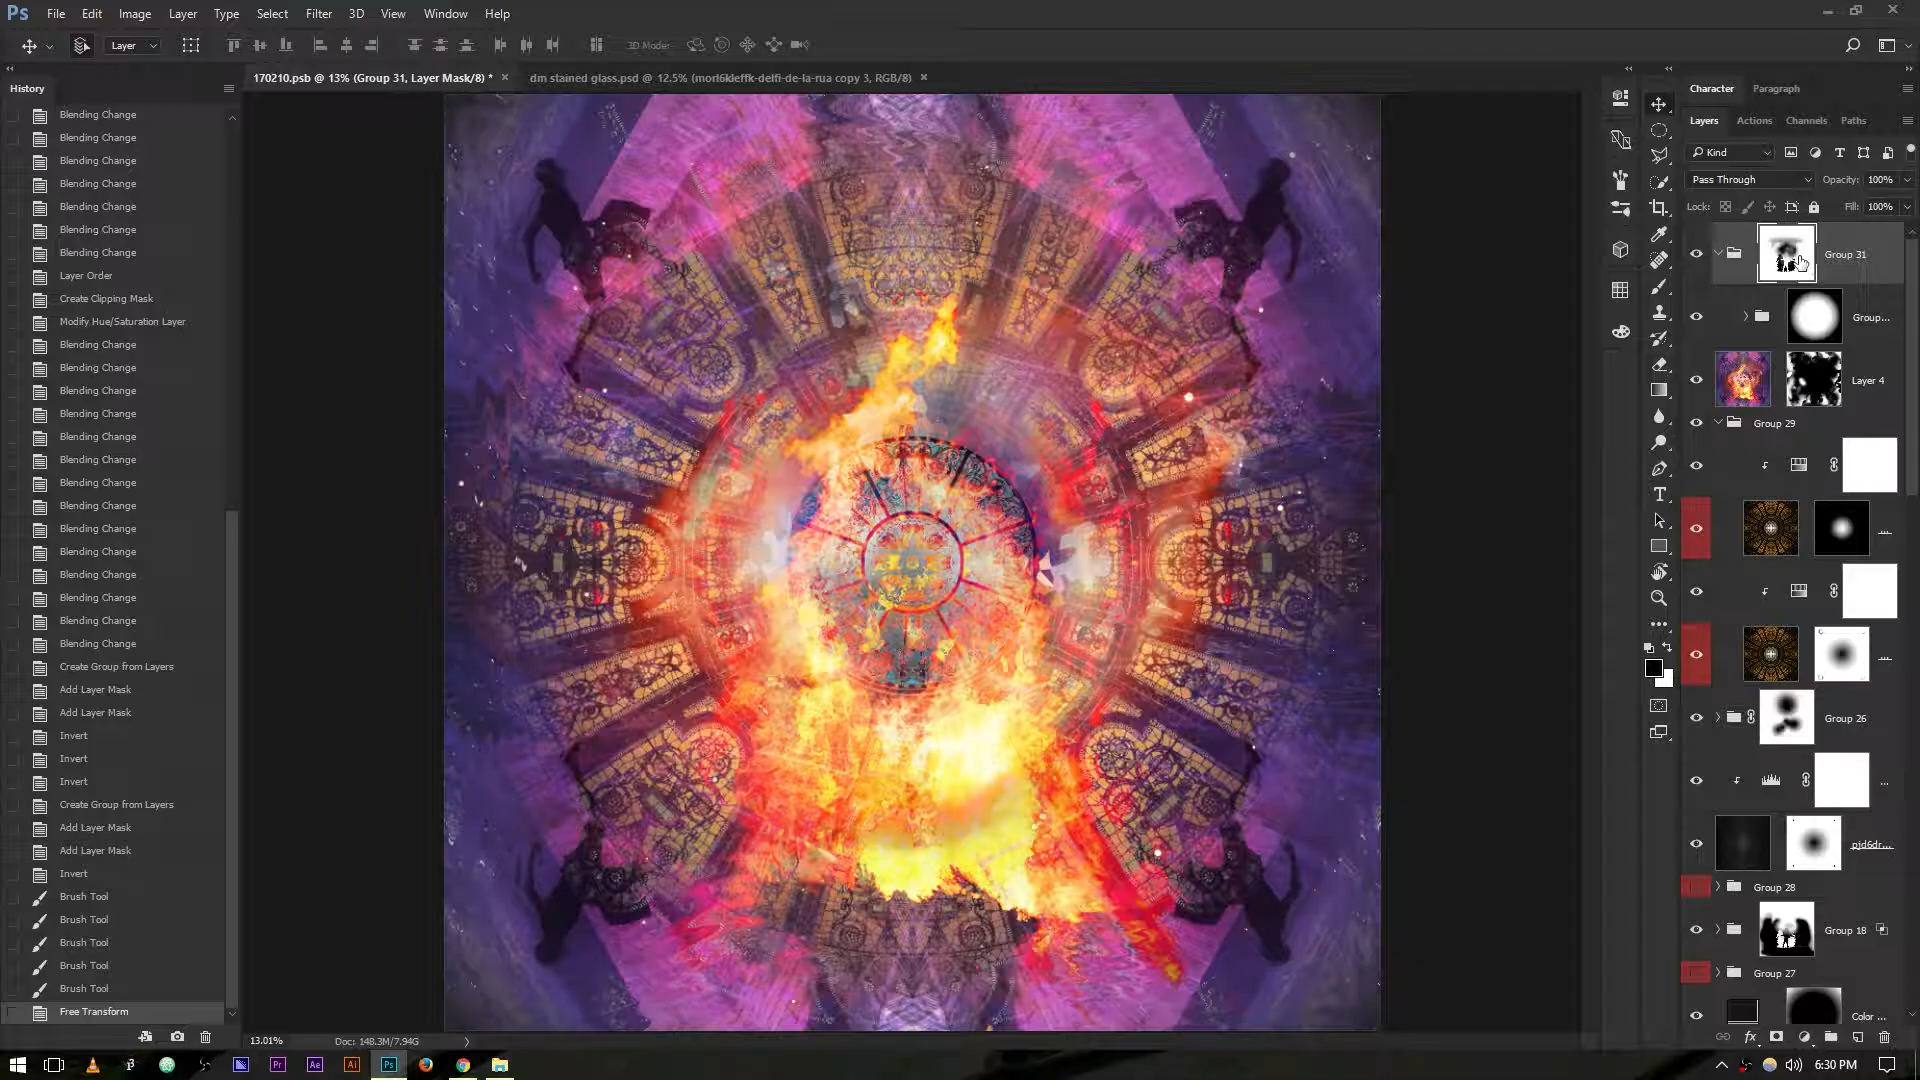 Ps File Edit Image Layer Type Select Filter 3D View Window Help
Layer 3D Mode:
170210.psb @ 13% (Group 31, Layer Mask/8) * × dm stained glass.psd @ 12.5% (morl6kleffk-delfi-de-la-rua copy 3, RGB/8) ×
History
Blending Change
Blending Change
Blending Change
Blending Change
Blending Change
Blending Change
Blending Change
Layer Order
Create Clipping Mask
Modify Hue/Saturation Layer
Blending Change
Blending Change
Blending Change
Blending Change
Blending Change
Blending Change
Blending Change
Blending Change
Blending Change
Blending Change
Blending Change
Blending Change
Blending Change
Blending Change
Create Group from Layers
Add Layer Mask
Add Layer Mask
Invert
Invert
Invert
Create Group from Layers
Add Layer Mask
Add Layer Mask
Invert
Brush Tool
Brush Tool
Brush Tool
Brush Tool
Brush Tool
Free Transform
13.01% Doc: 148.3M/7.94G
Character Paragraph
Layers Actions Channels Paths
Kind
Pass Through Opacity: 100%
Lock: Fill: 100%
Group 31
Group...
Layer 4
Group 29
Group 26
...
pjd6dr...
Group 28
Group 18
Group 27
Color ...
Pr Ae Ai Ps
6:30 PM